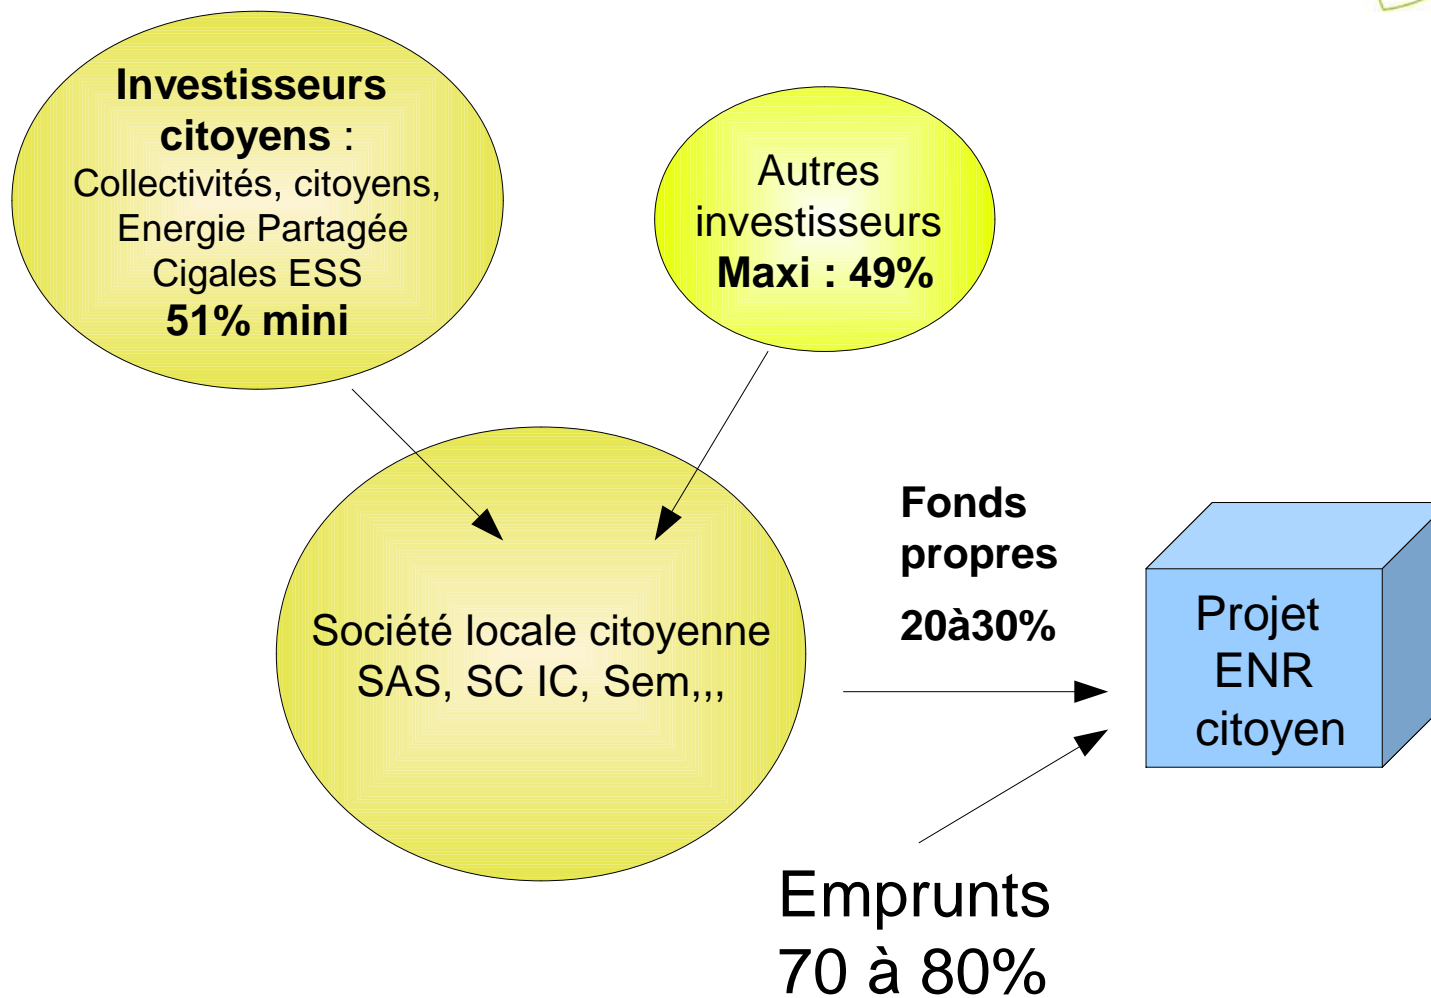 Investisseurs
citoyens :
Collectivités, citoyens,
Energie Partagée
Cigales ESS
51% mini
Autres
investisseurs
Maxi : 49%
Société locale citoyenne
SAS, SC IC, Sem,,,
Fonds
propres
20à30%
Projet
ENR
citoyen
Emprunts
70 à 80%